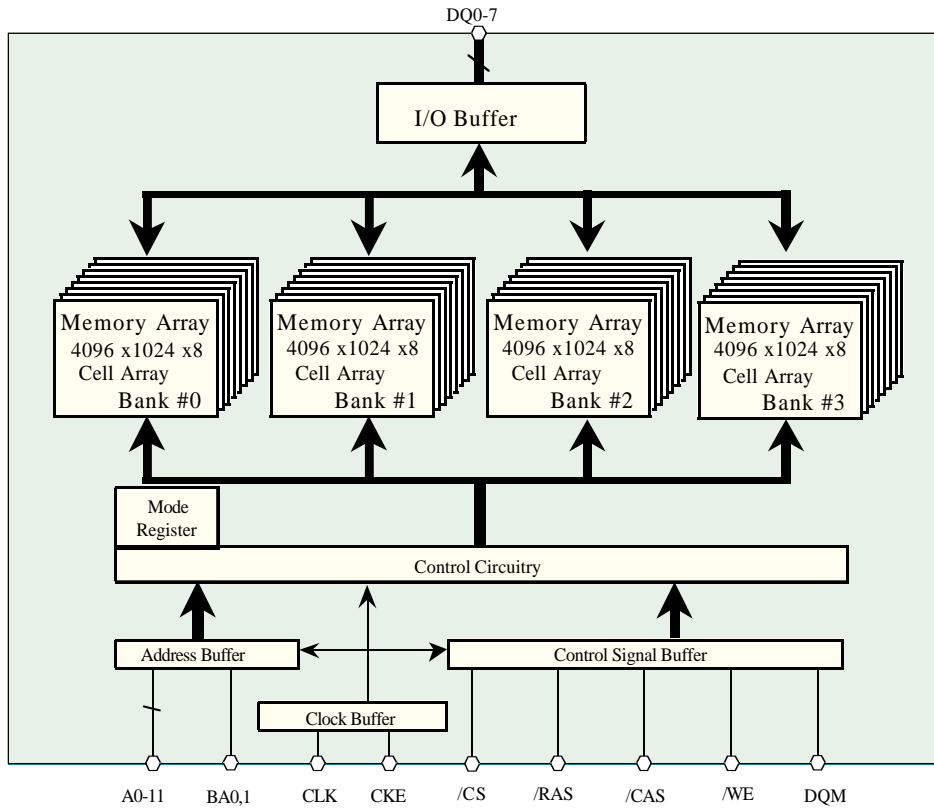 DQ0-7
I/O Buffer
Memory Array
4096 x1024 x8
Cell Array
Bank #0
Memory Array
4096 x1024 x8
Cell Array
Bank #1
Memory Array
4096 x1024 x8
Cell Array
Bank #2
Memory Array
4096 x1024 x8
Cell Array
Bank #3
Mode
Register
Control Circuitry
Address Buffer
Control Signal Buffer
Clock Buffer
A0-11
BA0,1
CLK
CKE
/CS
/RAS
/CAS
/WE
DQM